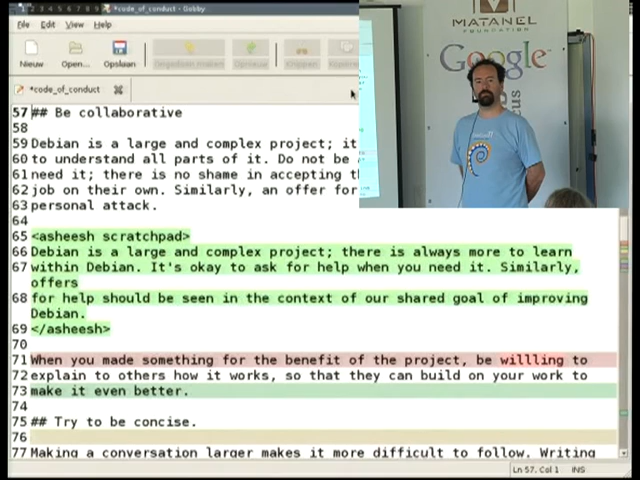 *code_of_conduct - Gobby
File Edit View Help
Nieuw Open... Opslaan
*code_of_conduct
57 ## Be collaborative
58
59 Debian is a large and complex project; it
60 to understand all parts of it. Do not be
61 need it; there is no shame in accepting
62 job on their own. Similarly, an offer for
63 personal attack.
64
65 <asheesh scratchpad>
66 Debian is a large and complex project; there is always more to learn
67 within Debian. It's okay to ask for help when you need it. Similarly,
offers
68 for help should be seen in the context of our shared goal of improving
Debian.
69 </asheesh>
70
71 When you made something for the benefit of the project, be willling to
72 explain to others how it works, so that they can build on your work to
73 make it even better.
74
75 ## Try to be concise.
76
77 Making a conversation larger makes it more difficult to follow. Writing
Ln 57, Col 1 INS
MATANEL
FOUNDATION
Google